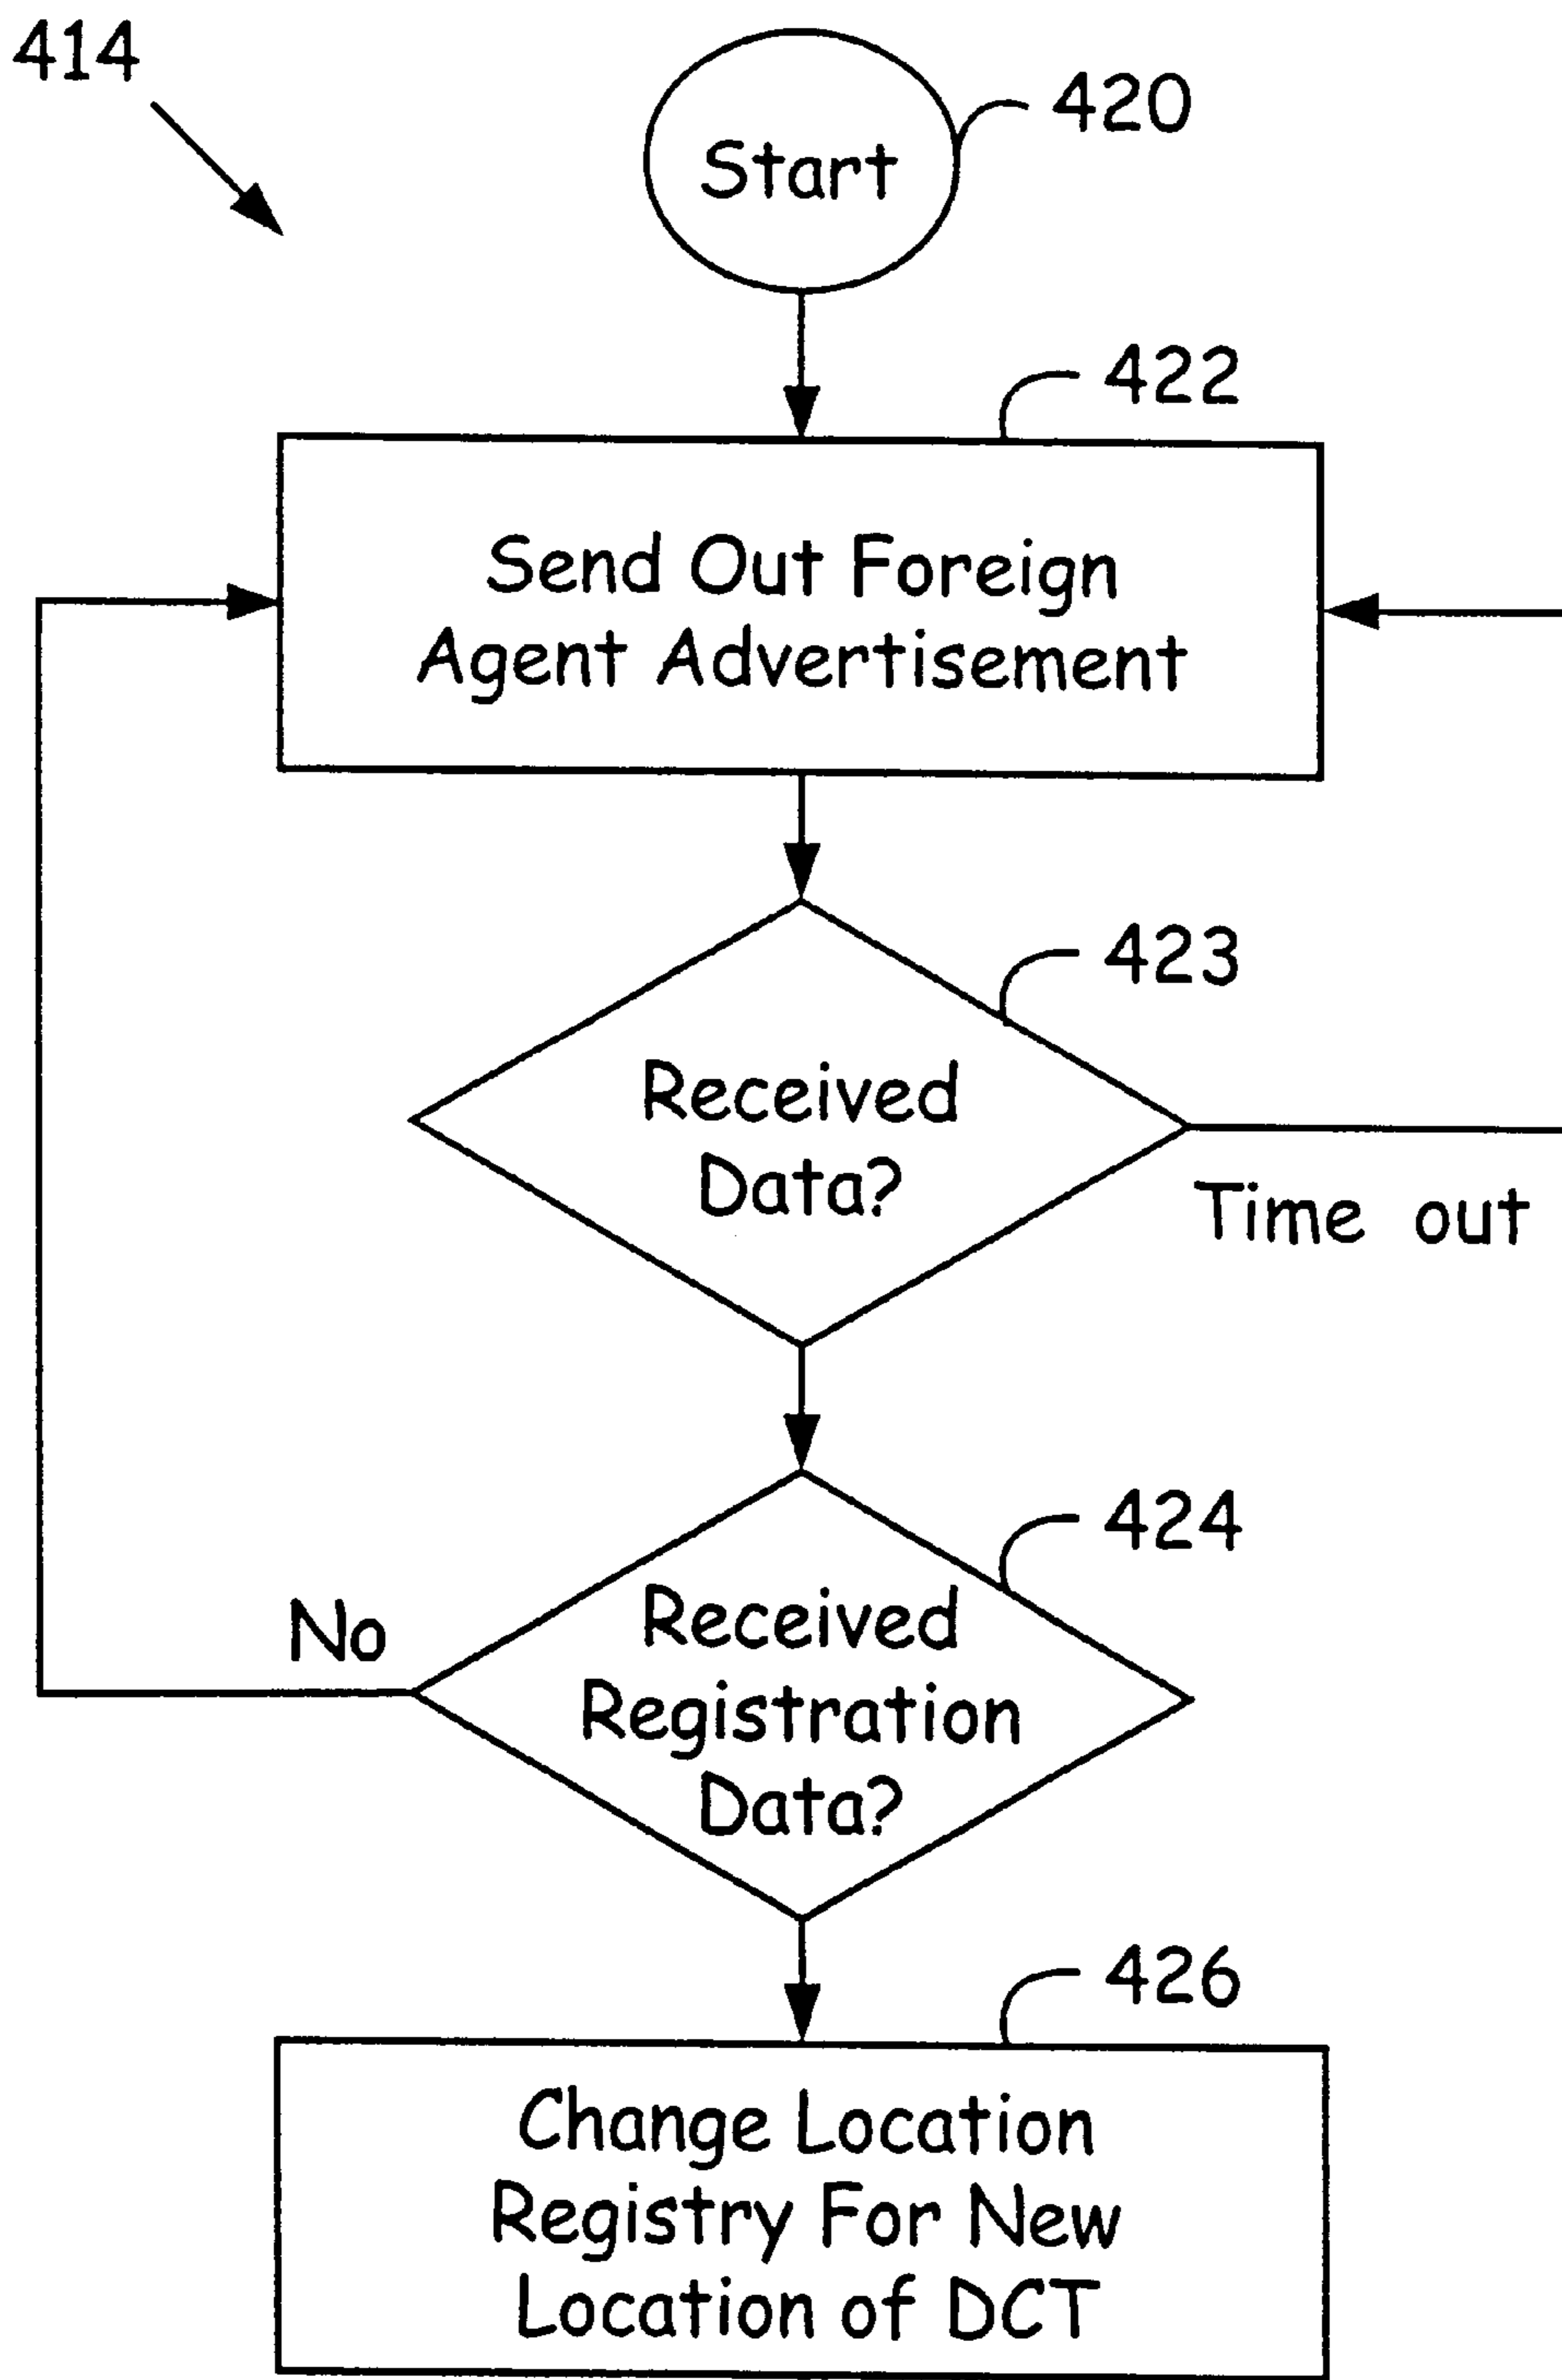 414
Start
420
422
Send Out Foreign
Agent Advertisement
423
Received
Data?
Time out
424
Received
Registration
Data?
No
426
Change Location
Registry For New
Location of DCT